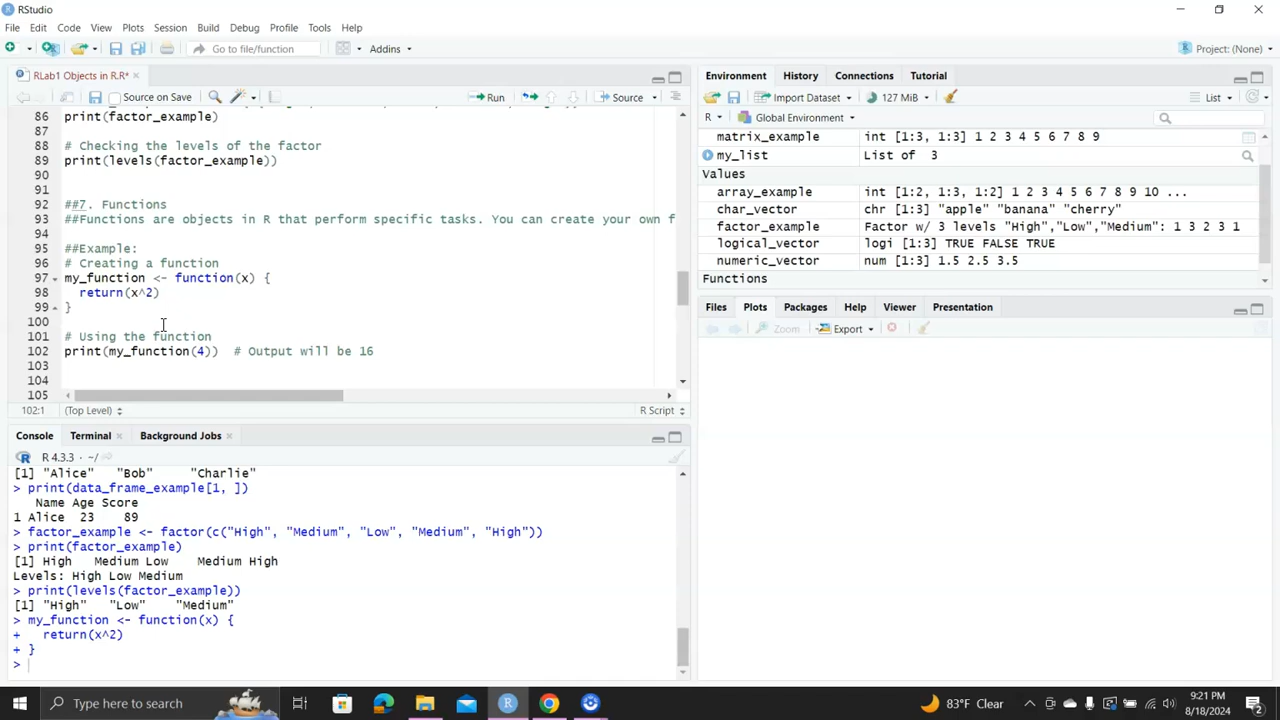 RStudio
File Edit Code View Plots Session Build Debug Profile Tools Help
Go to file/function Addins Project: (None)
RLab1 Objects in R.R*
Source on Save Run Source
86 print(factor_example)
87
88 # Checking the levels of the factor
89 print(levels(factor_example))
90
91
92 ##7. Functions
93 ##Functions are objects in R that perform specific tasks. You can create your own f
94
95 ##Example:
96 # Creating a function
97 my_function <- function(x) {
98 return(x^2)
99 }
100
101 # Using the function
102 print(my_function(4)) # Output will be 16
103
104
105
102:1 (Top Level) R Script
Console Terminal Background Jobs
R 4.3.3 · ~/
[1] "Alice" "Bob" "Charlie"
> print(data_frame_example[1, ])
Name Age Score
1 Alice 23 89
> factor_example <- factor(c("High", "Medium", "Low", "Medium", "High"))
> print(factor_example)
[1] High Medium Low Medium High
Levels: High Low Medium
> print(levels(factor_example))
[1] "High" "Low" "Medium"
> my_function <- function(x) {
+ return(x^2)
+ }
>
Environment History Connections Tutorial
Import Dataset 127 MiB List
R Global Environment
matrix_example int [1:3, 1:3] 1 2 3 4 5 6 7 8 9
my_list List of 3
Values
array_example int [1:2, 1:3, 1:2] 1 2 3 4 5 6 7 8 9 10 ...
char_vector chr [1:3] "apple" "banana" "cherry"
factor_example Factor w/ 3 levels "High","Low","Medium": 1 3 2 3 1
logical_vector logi [1:3] TRUE FALSE TRUE
numeric_vector num [1:3] 1.5 2.5 3.5
Functions
Files Plots Packages Help Viewer Presentation
Zoom Export
Type here to search
83°F Clear
9:21 PM
8/18/2024
2